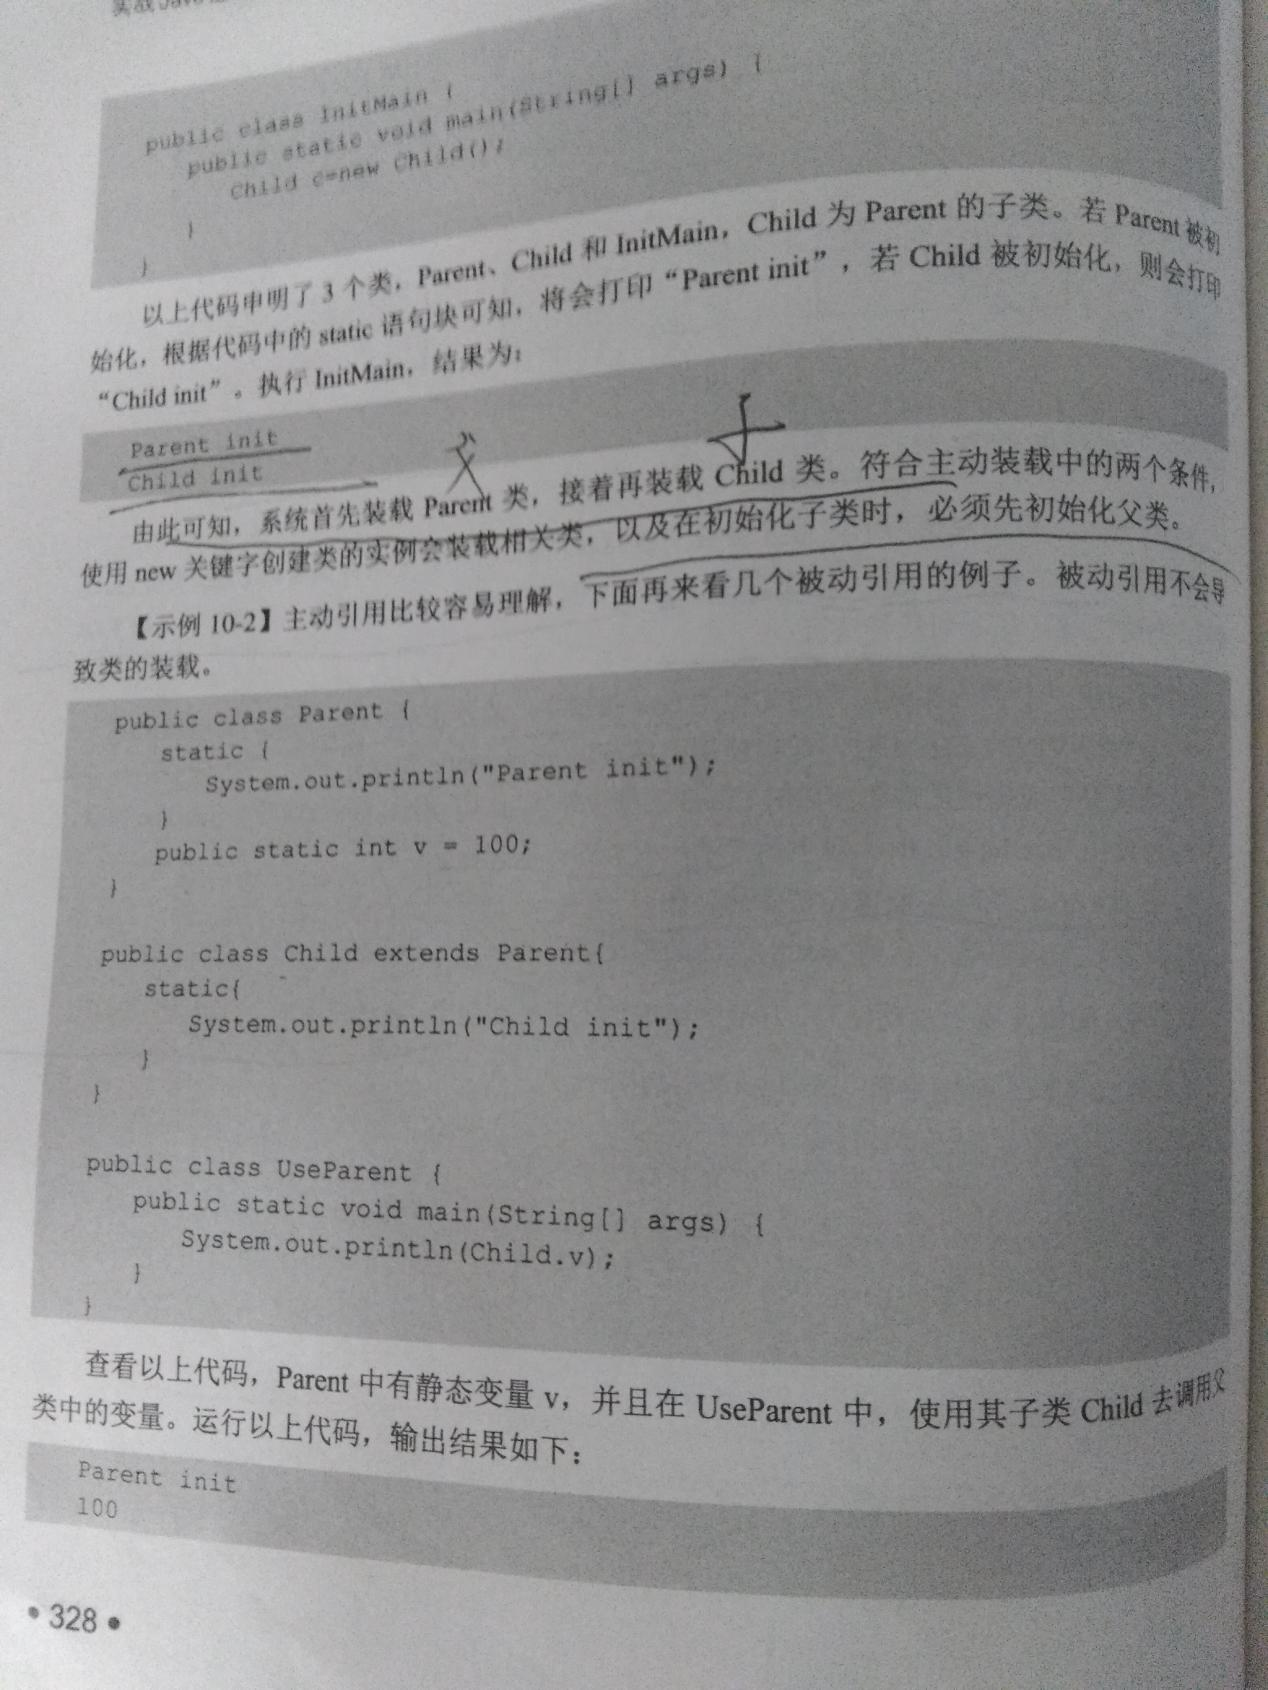 实战 Java
public class InitMain {
public static void main(String[] args) {
Child c=new Child();
}
}
以上代码申明了 3 个类，Parent、Child 和 InitMain，Child 为 Parent 的子类。若 Parent 被初
始化，根据代码中的 static 语句块可知，将会打印“Parent init”，若 Child 被初始化，则会打印
“Child init”。执行 InitMain，结果为：
Parent init
Child init
父
子
由此可知，系统首先装载 Parent 类，接着再装载 Child 类。符合主动装载中的两个条件，
使用 new 关键字创建类的实例会装载相关类，以及在初始化子类时，必须先初始化父类。
【示例 10-2】主动引用比较容易理解，下面再来看几个被动引用的例子。被动引用不会导
致类的装载。
public class Parent {
static {
System.out.println("Parent init");
}
public static int v = 100;
}
public class Child extends Parent{
static{
System.out.println("Child init");
}
}
public class UseParent {
public static void main(String[] args) {
System.out.println(Child.v);
}
}
查看以上代码，Parent 中有静态变量 v，并且在 UseParent 中，使用其子类 Child 去调用父
类中的变量。运行以上代码，输出结果如下：
Parent init
100
•328•